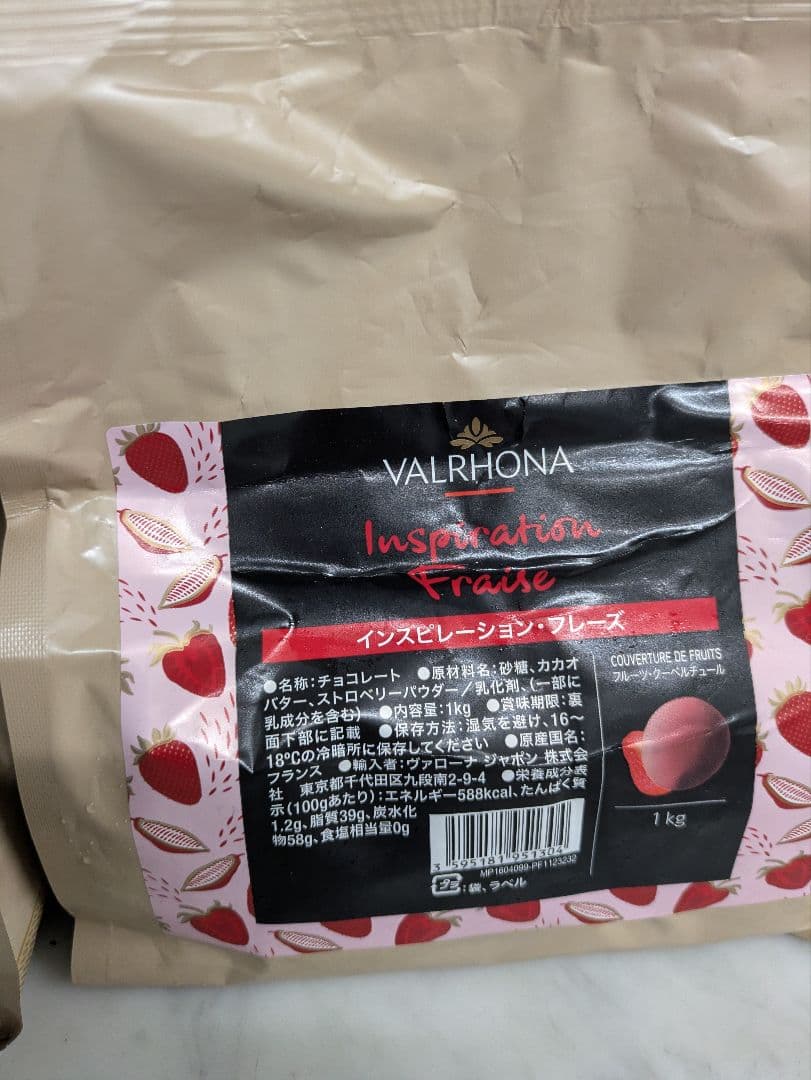 VALRHONA
Inspiration
Fraise
インスピレーション・フレーズ
●名称:チョコレート ●原材料名:砂糖、カカオ
バター、ストロベリーパウダー/乳化剤、(一部に
乳成分を含む) ●内容量:1kg ●賞味期限:裏
面下部に記載 ●保存方法:湿気を避け、16〜
18℃の冷暗所に保存してください ●原産国名:
フランス ●輸入者:ヴァローナ ジャポン 株式会
社 東京都千代田区九段南2-9-4 ●栄養成分表
示(100gあたり):エネルギー588kcal、たんぱく質
1.2g、脂質39g、炭水化
物58g、食塩相当量0g
3 595181 951304
MP1604099-PF1123232
:袋、ラベル
COUVERTURE DE FRUITS
フルーツ・クーベルチュール
1 kg